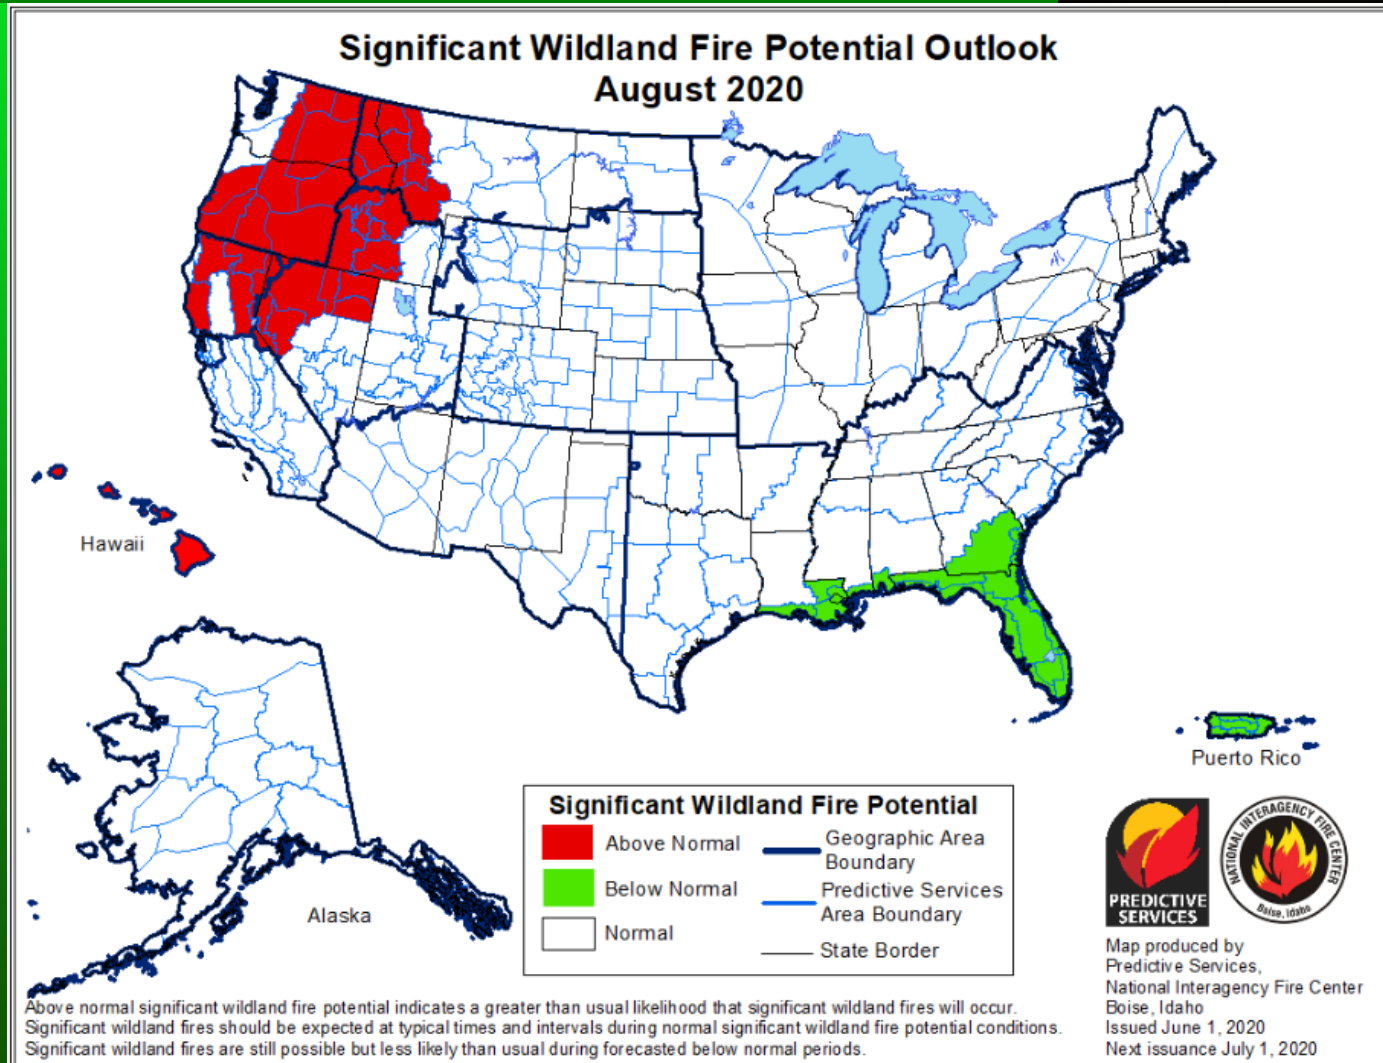 Significant Wildland Fire Potential Outlook
August 2020
Hawaii
Alaska
Puerto Rico
Significant Wildland Fire Potential
Above Normal
Below Normal
Normal
Geographic Area
Boundary
Predictive Services
Area Boundary
State Border
PREDICTIVE
SERVICES
NATIONAL INTERAGENCY FIRE CENTER
Boise, Idaho
Map produced by
Predictive Services,
National Interagency Fire Center
Boise, Idaho
Issued June 1, 2020
Next issuance July 1, 2020
Above normal significant wildland fire potential indicates a greater than usual likelihood that significant wildland fires will occur.
Significant wildland fires should be expected at typical times and intervals during normal significant wildland fire potential conditions.
Significant wildland fires are still possible but less likely than usual during forecasted below normal periods.